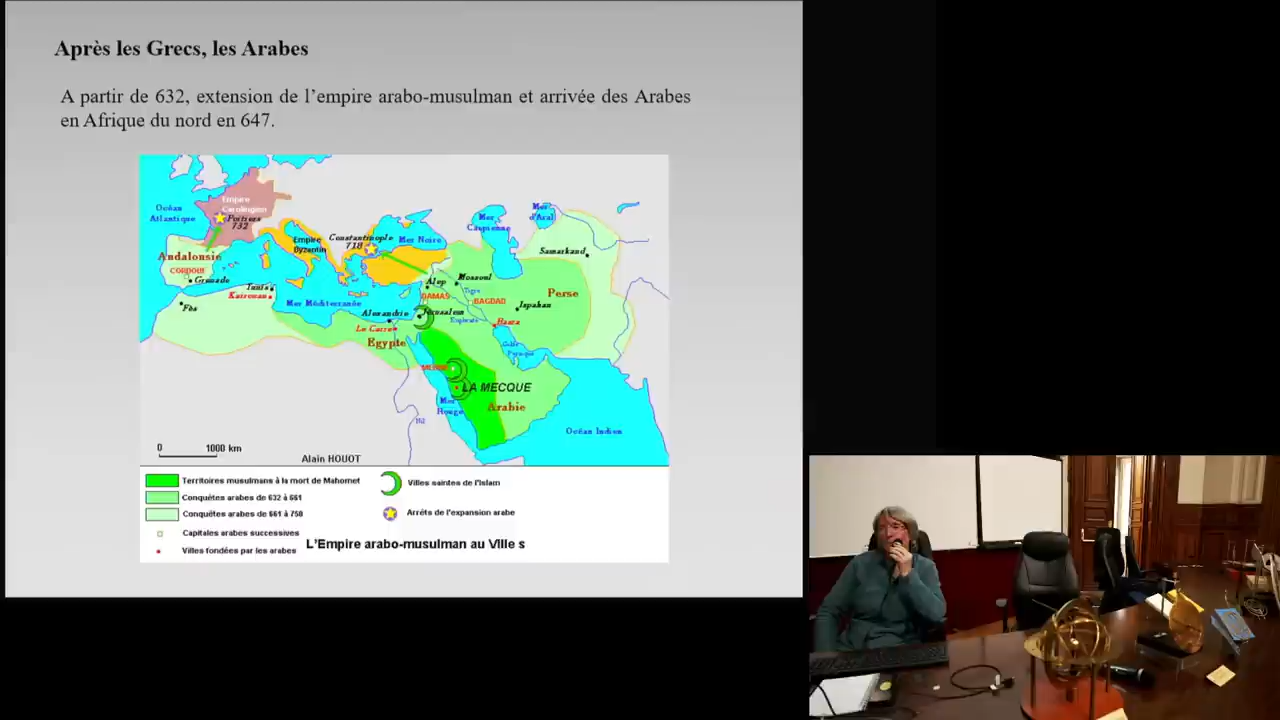 Après les Grecs, les Arabes
A partir de 632, extension de l'empire arabo-musulman et arrivée des Arabes
en Afrique du nord en 647.
Océan
Atlantique
Empire
Carolingien
Poitiers
732
Andalousie
CORDOUE
Grenade
Fès
Tunis
Kairouan
Mer Méditerranée
Empire
Byzantin
Constantinople
718
Mer Noire
Mer
Caspienne
Mer
d'Aral
Samarkand
Alep
Mossoul
Tigre
DAMAS
BAGDAD
Perse
Ispahan
Alexandrie
Jérusalem
Euphrate
Basra
Le Caire
Egypte
Golfe
Persique
LA MECQUE
Mer
Rouge
Arabie
Nil
Océan Indien
0 1000 km
Alain HOUOT
Territoires musulmans à la mort de Mahomet
Conquêtes arabes de 632 à 661
Conquêtes arabes de 661 à 750
Capitales arabes successives
Villes fondées par les arabes
Villes saintes de l'Islam
Arrêts de l'expansion arabe
L'Empire arabo-musulman au VIIIe s